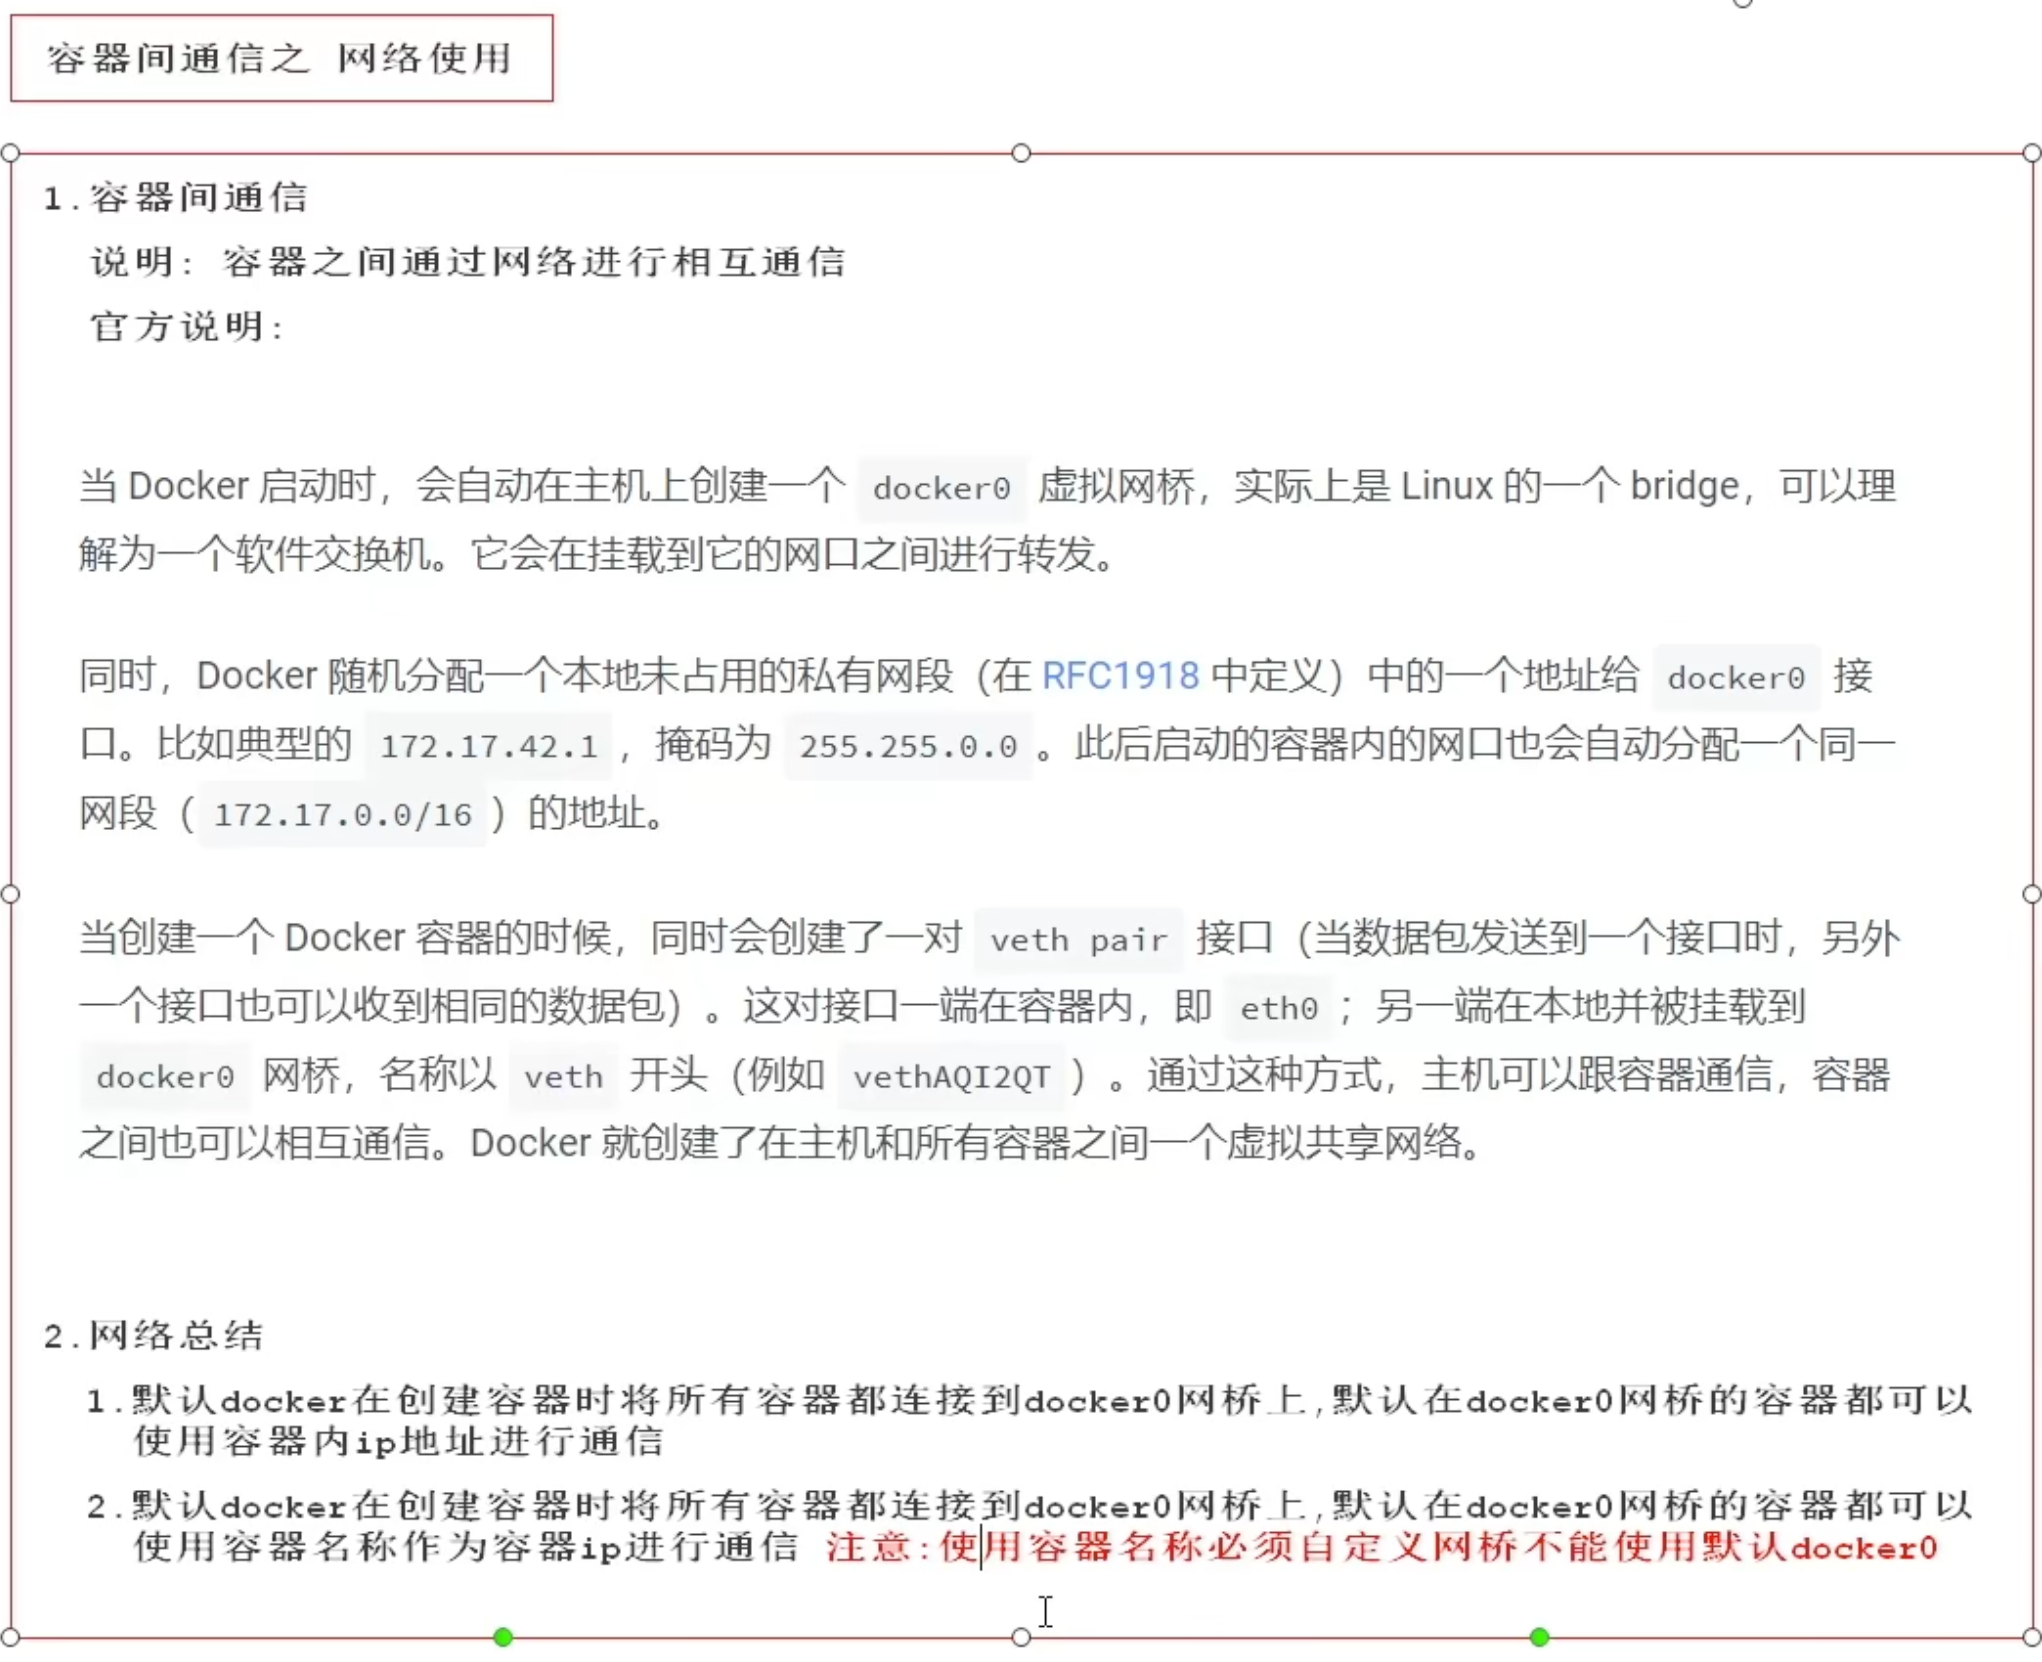 容器间通信之 网络使用
1.容器间通信
说明: 容器之间通过网络进行相互通信
官方说明:
当 Docker 启动时，会自动在主机上创建一个 docker0 虚拟网桥，实际上是 Linux 的一个 bridge，可以理
解为一个软件交换机。它会在挂载到它的网口之间进行转发。
同时，Docker 随机分配一个本地未占用的私有网段（在 RFC1918 中定义）中的一个地址给 docker0 接
口。比如典型的 172.17.42.1 ，掩码为 255.255.0.0 。此后启动的容器内的网口也会自动分配一个同一
网段（ 172.17.0.0/16 ）的地址。
当创建一个 Docker 容器的时候，同时会创建了一对 veth pair 接口（当数据包发送到一个接口时，另外
一个接口也可以收到相同的数据包）。这对接口一端在容器内，即 eth0 ；另一端在本地并被挂载到
docker0 网桥，名称以 veth 开头（例如 vethAQI2QT ）。通过这种方式，主机可以跟容器通信，容器
之间也可以相互通信。Docker 就创建了在主机和所有容器之间一个虚拟共享网络。
2.网络总结
1.默认docker在创建容器时将所有容器都连接到docker0网桥上,默认在docker0网桥的容器都可以
使用容器内ip地址进行通信
2.默认docker在创建容器时将所有容器都连接到docker0网桥上,默认在docker0网桥的容器都可以
使用容器名称作为容器ip进行通信 注意:使用容器名称必须自定义网桥不能使用默认docker0